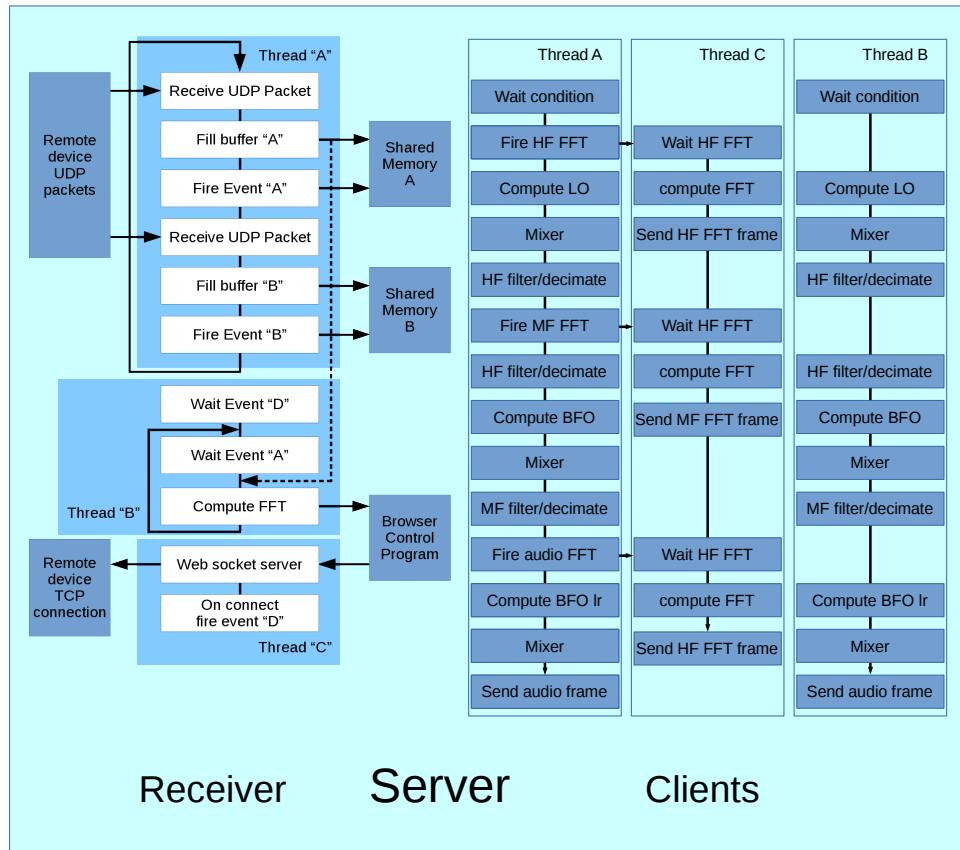 Thread “A”
Receive UDP Packet
Fill buffer “A”
Fire Event “A”
Receive UDP Packet
Fill buffer “B”
Fire Event “B”
Remote
device
UDP
packets
Shared
Memory
A
Shared
Memory
B
Wait Event “D”
Wait Event “A”
Compute FFT
Thread “B”
Browser
Control
Program
Remote
device
TCP
connection
Web socket server
On connect
fire event “D”
Thread “C”
Thread A
Wait condition
Fire HF FFT
Compute LO
Mixer
HF filter/decimate
Fire MF FFT
HF filter/decimate
Compute BFO
Mixer
MF filter/decimate
Fire audio FFT
Compute BFO lr
Mixer
Send audio frame
Thread C
Wait HF FFT
compute FFT
Send HF FFT frame
Wait HF FFT
compute FFT
Send MF FFT frame
Wait HF FFT
compute FFT
Send HF FFT frame
Thread B
Wait condition
Compute LO
Mixer
HF filter/decimate
HF filter/decimate
Compute BFO
Mixer
MF filter/decimate
Compute BFO lr
Mixer
Send audio frame
Receiver
Server
Clients